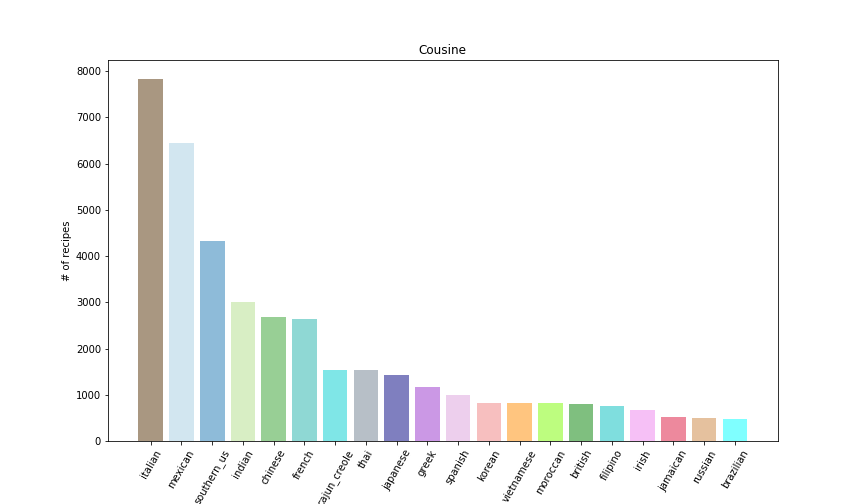 Cousine
# of recipes
8000
7000
6000
5000
4000
3000
2000
1000
0
italian
mexican
southern_us
indian
chinese
french
cajun_creole
thai
japanese
greek
spanish
korean
vietnamese
moroccan
british
filipino
irish
jamaican
russian
brazilian